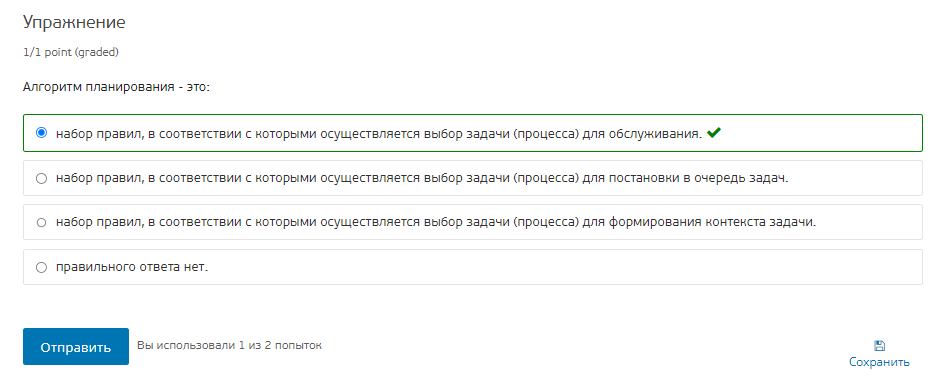 Упражнение
1/1 point (graded)
Алгоритм планирования - это:
набор правил, в соответствии с которыми осуществляется выбор задачи (процесса) для обслуживания.
набор правил, в соответствии с которыми осуществляется выбор задачи (процесса) для постановки в очередь задач.
набор правил, в соответствии с которыми осуществляется выбор задачи (процесса) для формирования контекста задачи.
правильного ответа нет.
Отправить Вы использовали 1 из 2 попыток
Сохранить